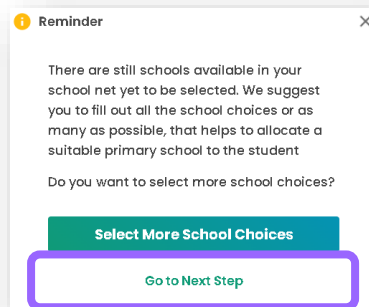 Reminder
There are still schools available in your
school net yet to be selected. We suggest
you to fill out all the school choices or as
many as possible, that helps to allocate a
suitable primary school to the student
Do you want to select more school choices?
Select More School Choices
Go to Next Step